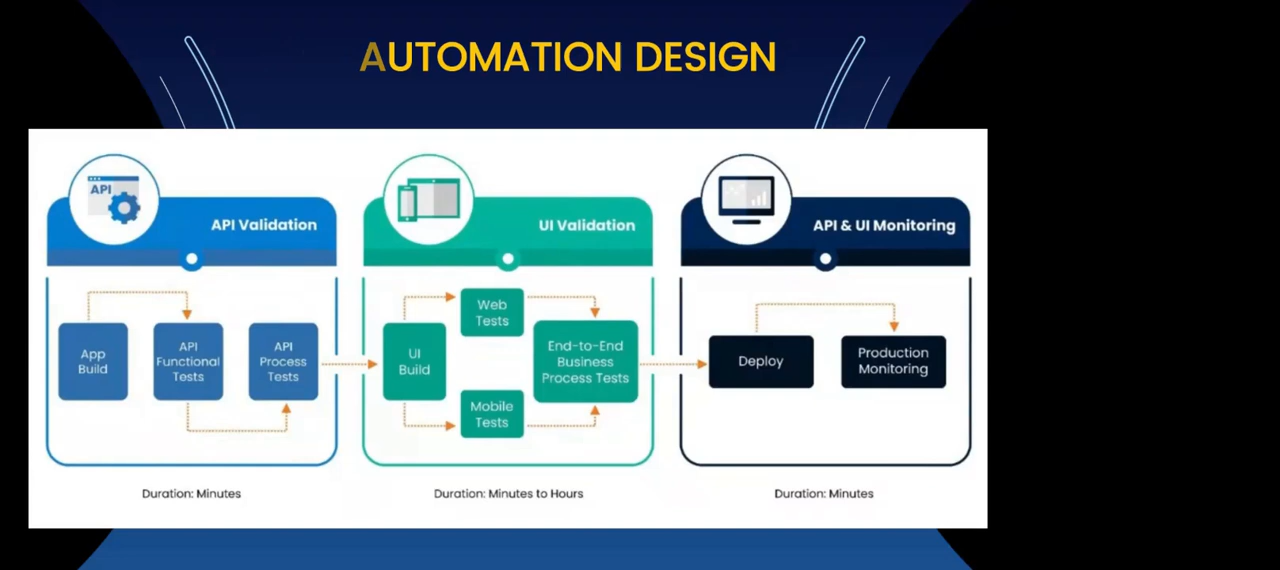 AUTOMATION DESIGN
API
API Validation
App
Build
API
Functional
Tests
API
Process
Tests
Duration: Minutes
UI Validation
UI
Build
Web
Tests
Mobile
Tests
End-to-End
Business
Process Tests
Duration: Minutes to Hours
API & UI Monitoring
Deploy
Production
Monitoring
Duration: Minutes